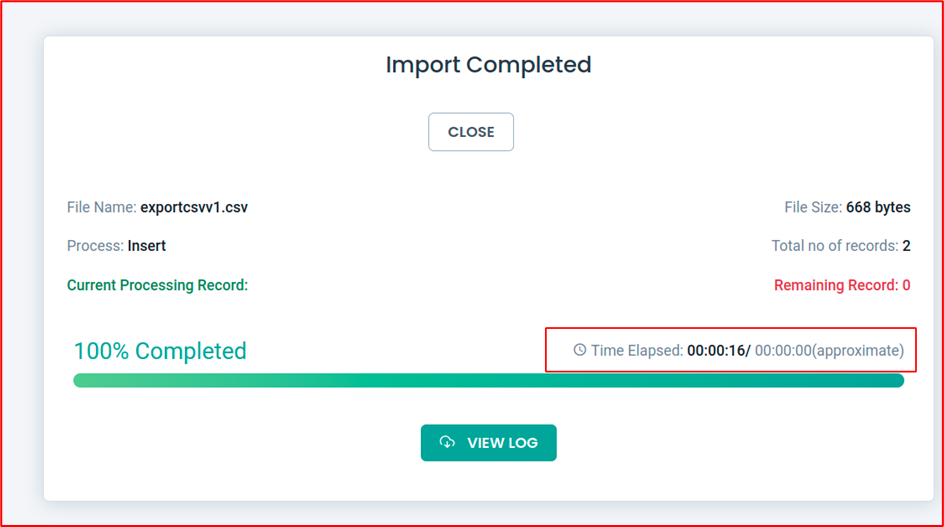 Import Completed
CLOSE
File Name: exportcsvv1.csv
File Size: 668 bytes
Process: Insert
Total no of records: 2
Current Processing Record:
Remaining Record: 0
100% Completed
Time Elapsed: 00:00:16/ 00:00:00(approximate)
VIEW LOG